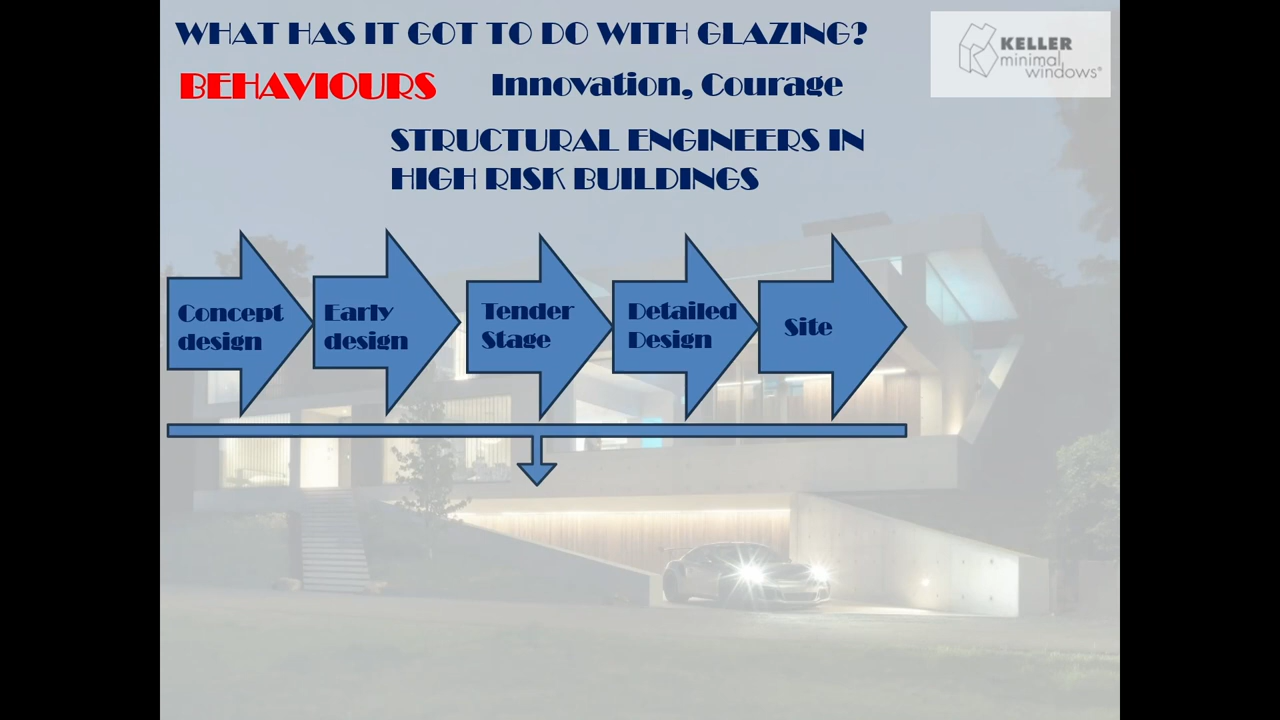 WHAT HAS IT GOT TO DO WITH GLAZING?
KELLER
minimal
windows®
BEHAVIOURS Innovation, Courage
STRUCTURAL ENGINEERS IN
HIGH RISK BUILDINGS
Concept
design
Early
design
Tender
Stage
Detailed
Design
Site